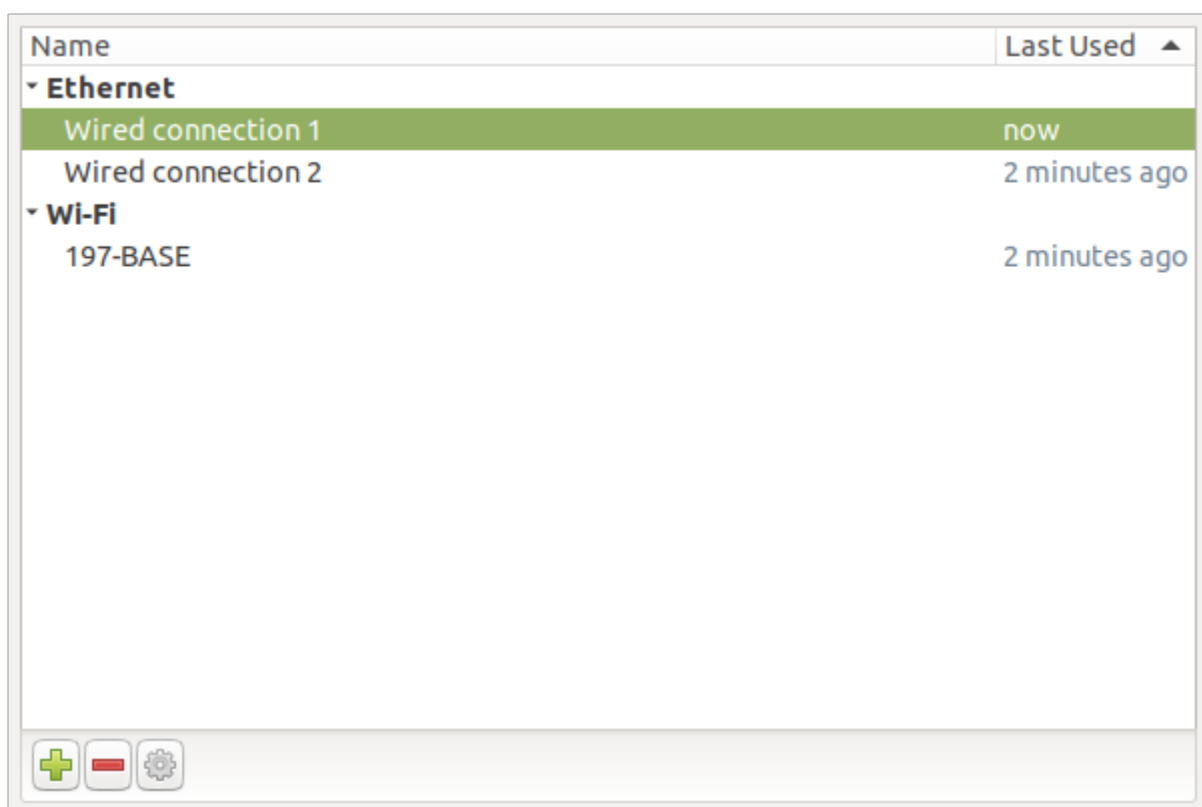 Name Last Used
Ethernet
Wired connection 1 now
Wired connection 2 2 minutes ago
Wi-Fi
197-BASE 2 minutes ago